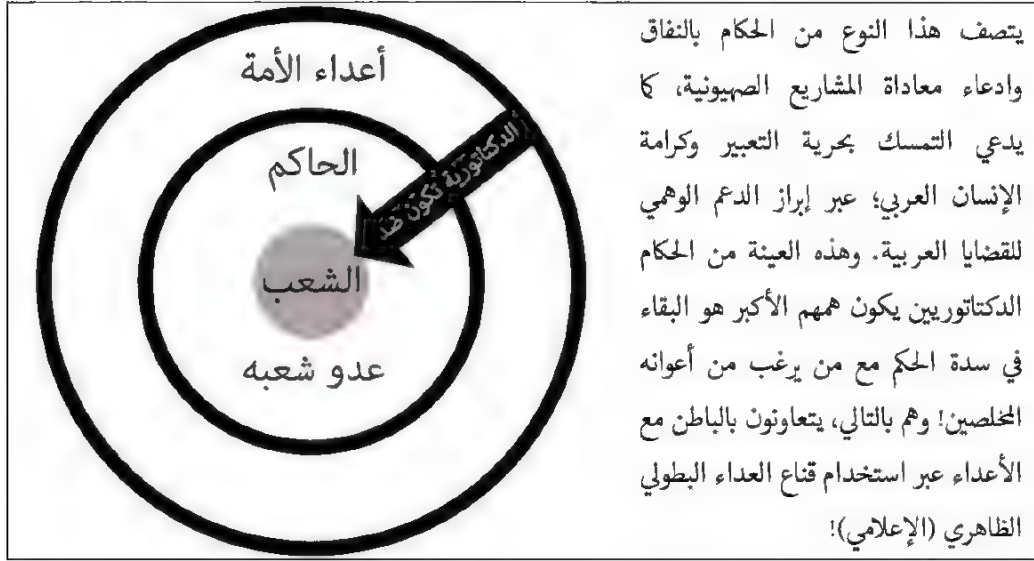 يتصف هذا النوع من الحكام بالنفاق
وادعاء معاداة المشاريع الصهيونية، كما
يدعي التمسك بحرية التعبير وكرامة
الإنسان العربي؛ عبر إبراز الدعم الوهمي
للقضايا العربية. وهذه العينة من الحكام
الدكتاتوريين يكون همهم الأكبر هو البقاء
في سدة الحكم مع من يرغب من أعوانه
المخلصين! وهم بالتالي، يتعاونون بالباطن مع
الأعداء عبر استخدام قناع العداء البطولي
الظاهري (الإعلامي)!
أعداء الأمة
الحاكم
الدكتاتورية تكون ضد
الشعب
عدو شعبه